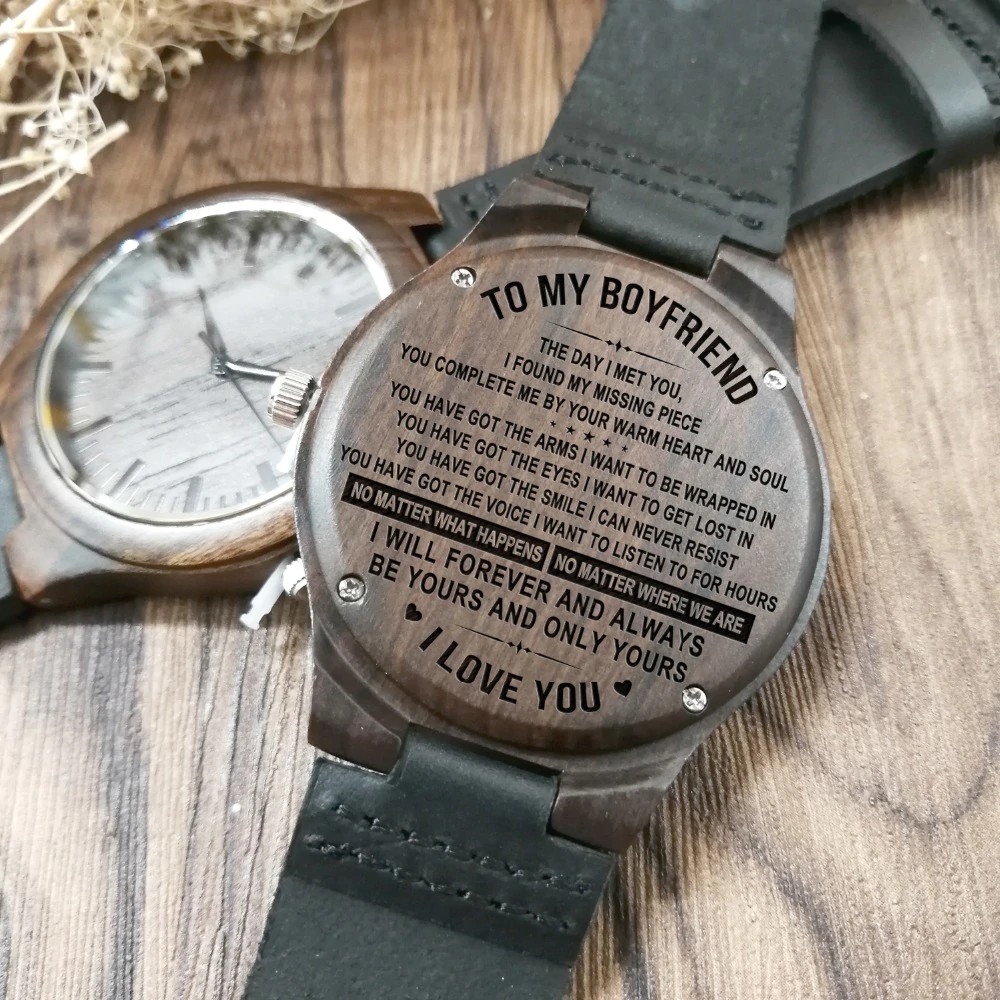 TO MY BOYFRIEND
THE DAY I MET YOU,
I FOUND MY MISSING PIECE
YOU COMPLETE ME BY YOUR WARM HEART AND SOUL
YOU HAVE GOT THE ARMS I WANT TO BE WRAPPED IN
YOU HAVE GOT THE EYES I WANT TO GET LOST IN
YOU HAVE GOT THE SMILE I CAN NEVER RESIST
YOU HAVE GOT THE VOICE I WANT TO LISTEN TO FOR HOURS
NO MATTER WHAT HAPPENS NO MATTER WHERE WE ARE
I WILL FOREVER AND ALWAYS
BE YOURS AND ONLY YOURS
I LOVE YOU